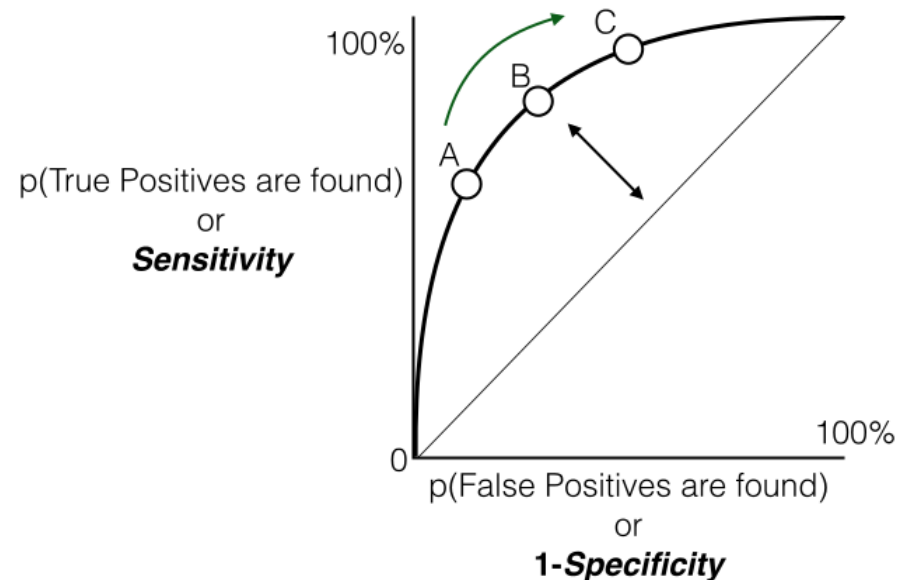 100%
C
B
A
p(True Positives are found)
or
Sensitivity
0
100%
p(False Positives are found)
or
1-Specificity